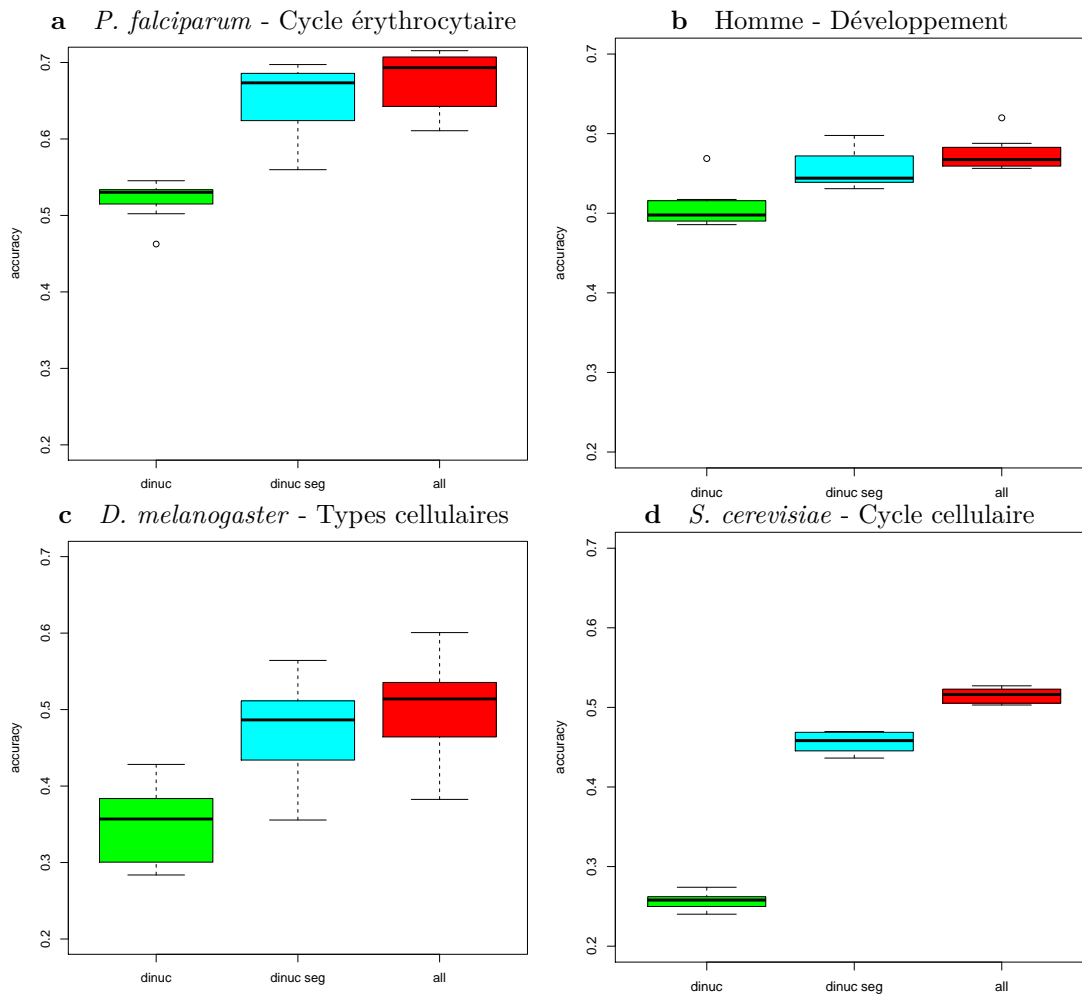 a P. falciparum - Cycle érythrocytaire
accuracy
0.7
0.6
0.5
0.4
0.3
0.2
dinuc dinuc seg all
b Homme - Développement
accuracy
0.7
0.6
0.5
0.4
0.3
0.2
dinuc dinuc seg all
c D. melanogaster - Types cellulaires
accuracy
0.7
0.6
0.5
0.4
0.3
0.2
dinuc dinuc seg all
d S. cerevisiae - Cycle cellulaire
accuracy
0.7
0.6
0.5
0.4
0.3
0.2
dinuc dinuc seg all